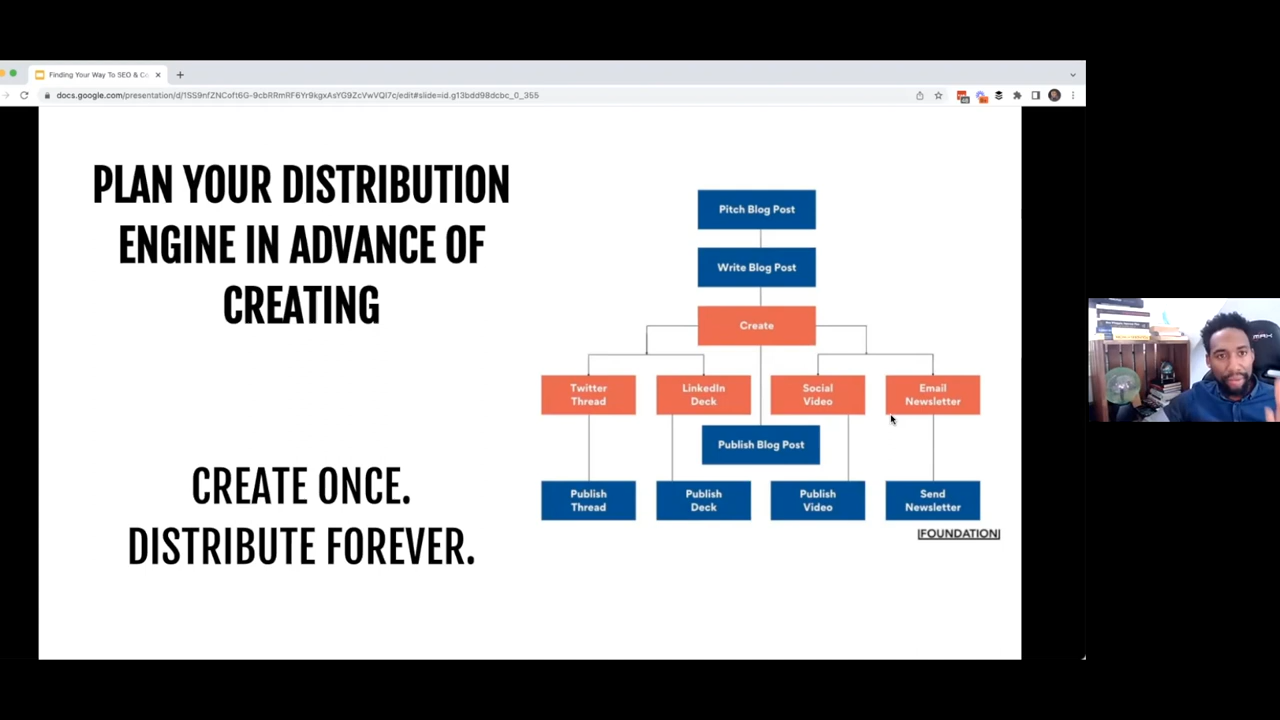 Finding Your Way To SEO & Co
docs.google.com/presentation/d/1SS9nfZNCoft6G-9cbRRmRF6Yr9kgxAsYG9ZcVwVQI7c/edit#slide=id.g13bdd98dcbc_0_355
PLAN YOUR DISTRIBUTION
ENGINE IN ADVANCE OF
CREATING
CREATE ONCE.
DISTRIBUTE FOREVER.
Pitch Blog Post
Write Blog Post
Create
Twitter
Thread
LinkedIn
Deck
Social
Video
Email
Newsletter
Publish Blog Post
Publish
Thread
Publish
Deck
Publish
Video
Send
Newsletter
|FOUNDATION|